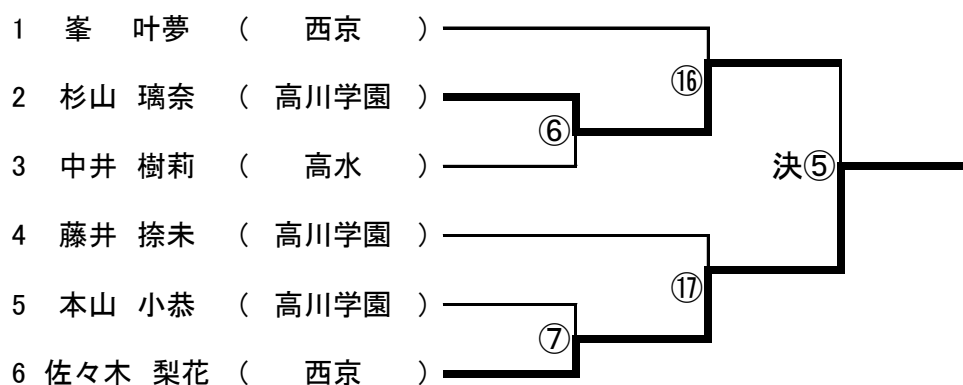 1 峯 叶夢 ( 西京 )
⑯
2 杉山 璃奈 ( 高川学園 )
⑥
3 中井 樹莉 ( 高水 )
決⑤
4 藤井 捺未 ( 高川学園 )
⑰
5 本山 小恭 ( 高川学園 )
⑦
6 佐々木 梨花 ( 西京 )